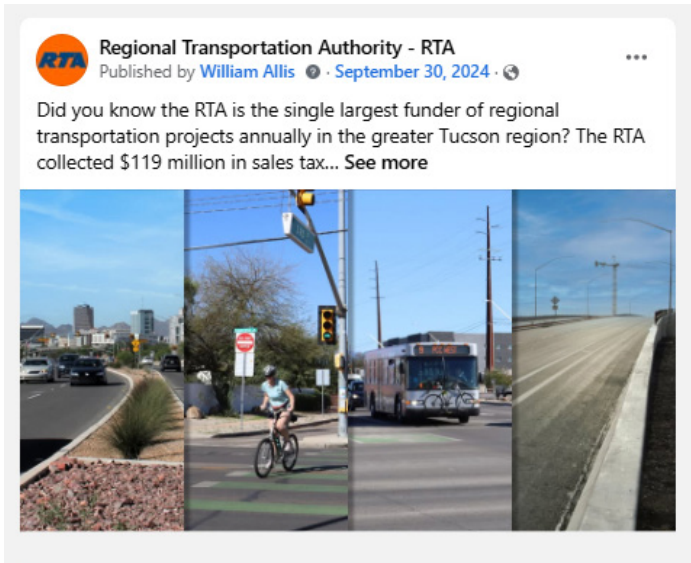 Regional Transportation Authority - RTA
RTA
Published by William Allis · September 30, 2024 ·
Did you know the RTA is the single largest funder of regional
transportation projects annually in the greater Tucson region? The RTA
collected $119 million in sales tax... See more